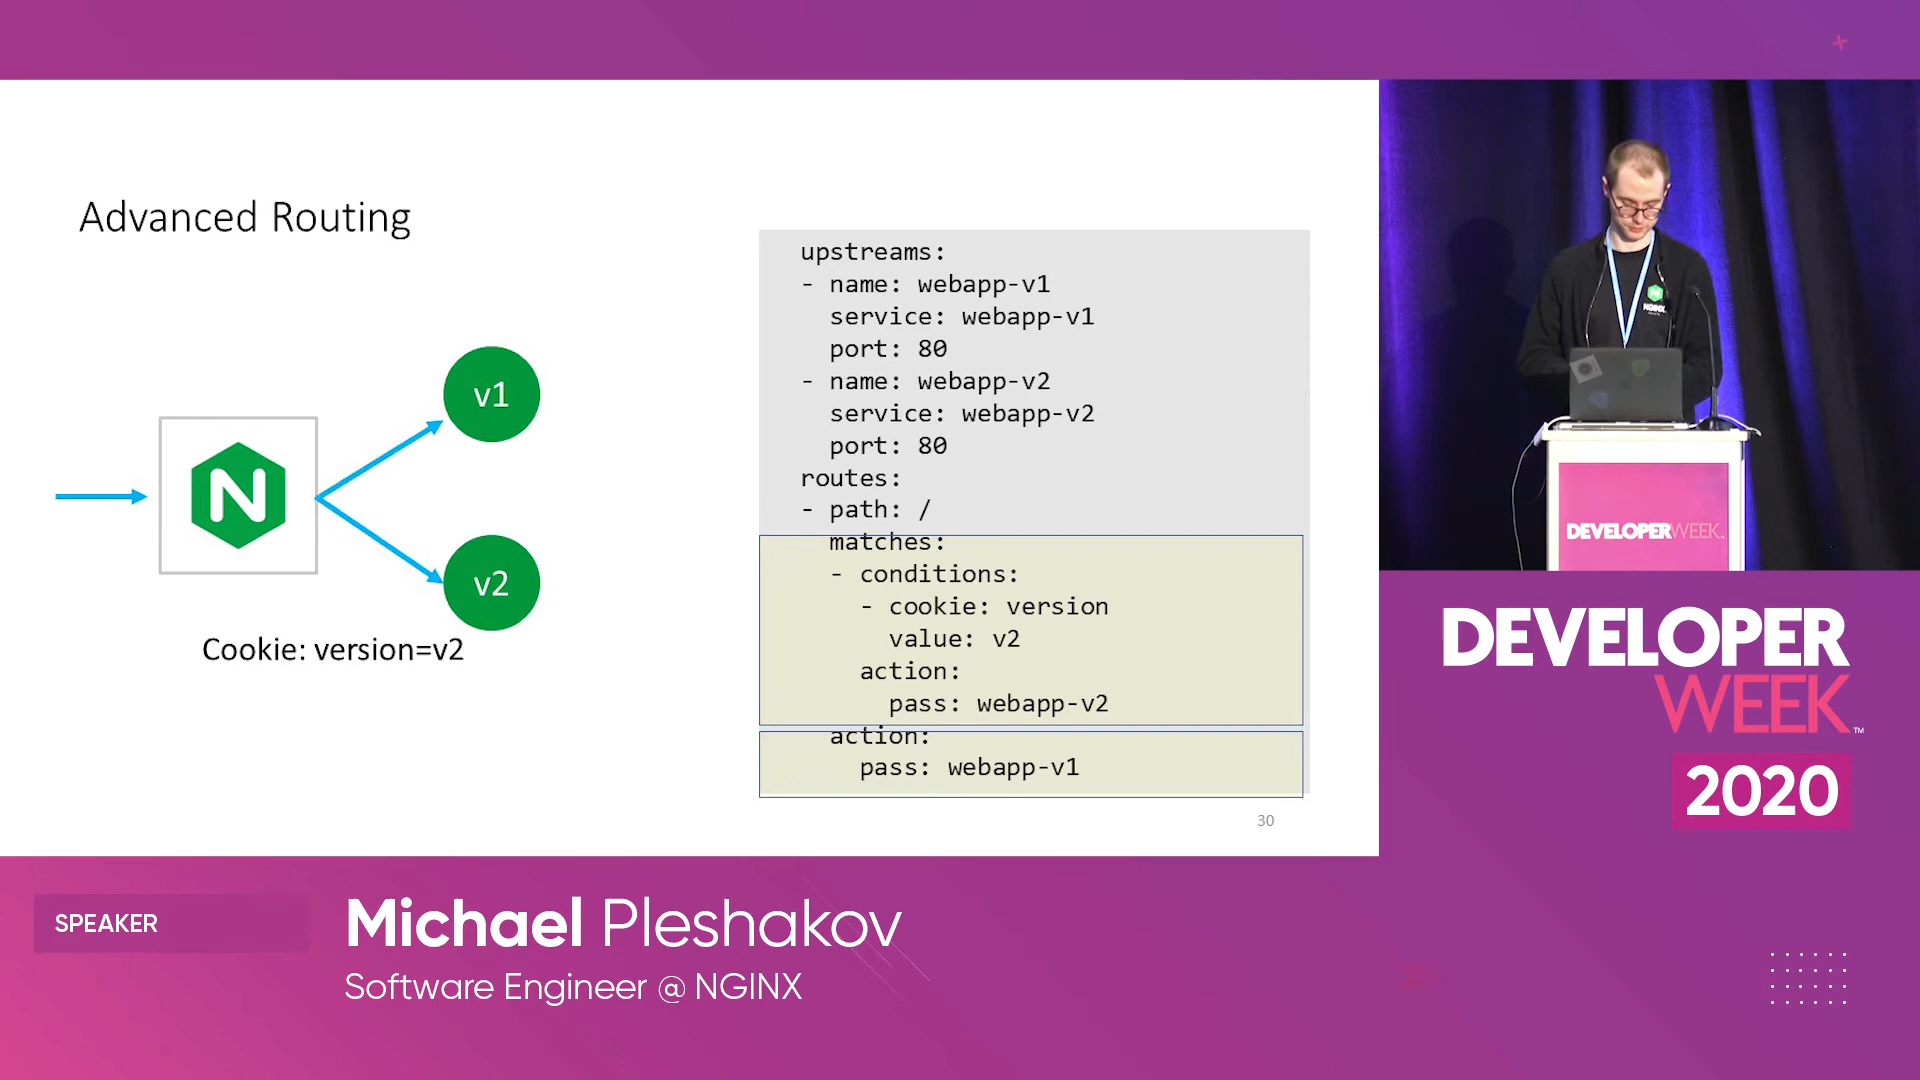 Advanced Routing
v1
v2
Cookie: version=v2
upstreams:
- name: webapp-v1
service: webapp-v1
port: 80
- name: webapp-v2
service: webapp-v2
port: 80
routes:
- path: /
matches:
- conditions:
- cookie: version
value: v2
action:
pass: webapp-v2
action:
pass: webapp-v1
30
NGINX
DEVELOPERWEEK
DEVELOPER
WEEK™
2020
SPEAKER
Michael Pleshakov
Software Engineer @ NGINX